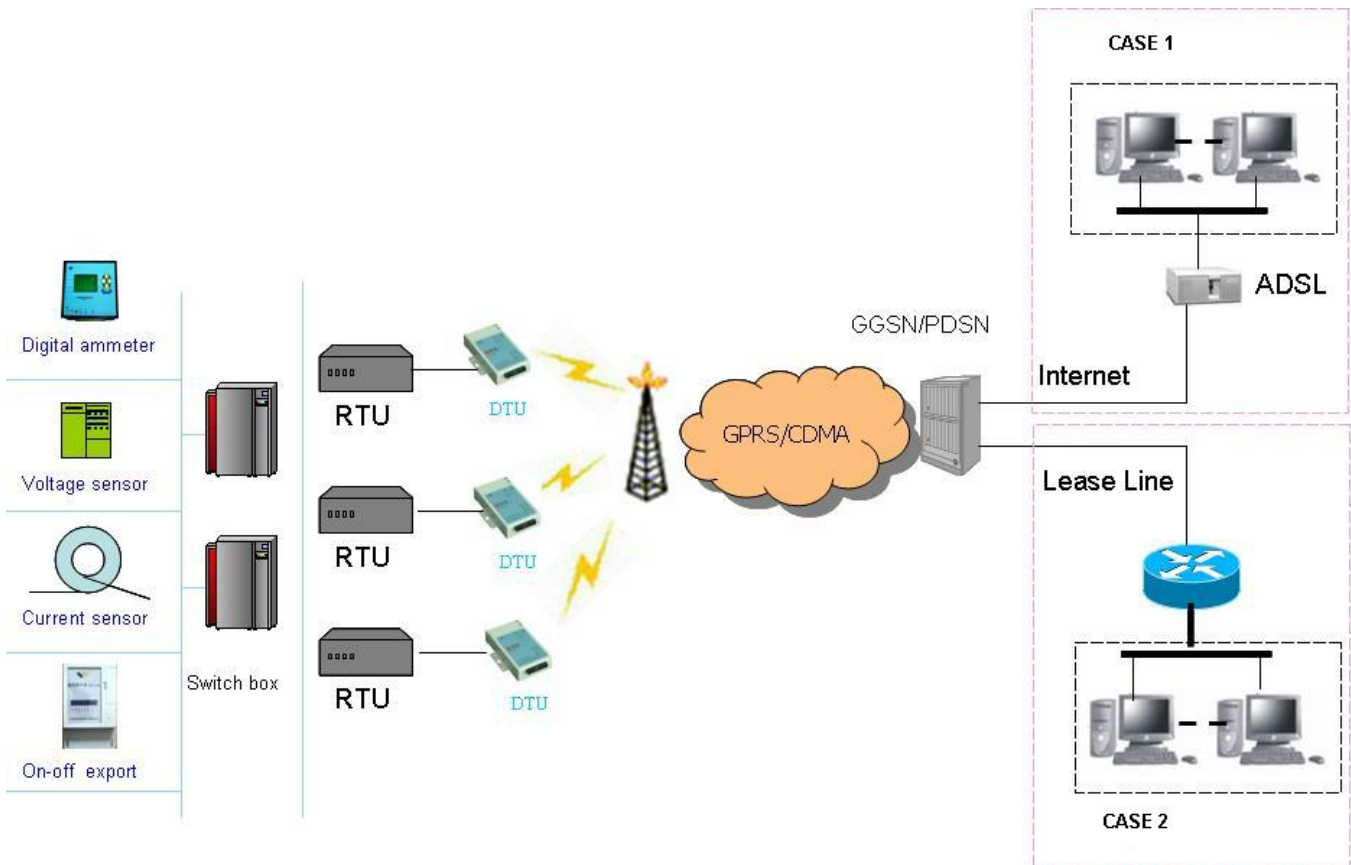 CASE 1
ADSL
GGSN/PDSN
Internet
Digital ammeter
RTU
DTU
GPRS/CDMA
Lease Line
Voltage sensor
RTU
DTU
Current sensor
Switch box
RTU
DTU
On-off export
CASE 2